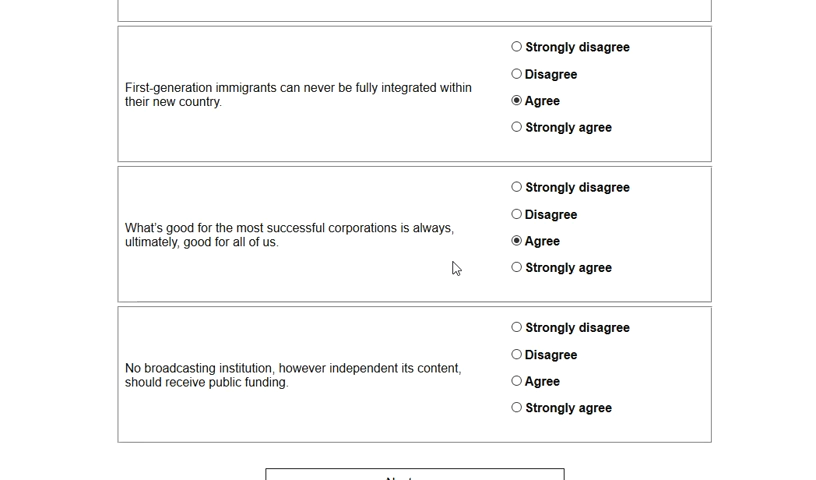 First-generation immigrants can never be fully integrated within
their new country.
Strongly disagree
Disagree
Agree
Strongly agree
What's good for the most successful corporations is always,
ultimately, good for all of us.
Strongly disagree
Disagree
Agree
Strongly agree
No broadcasting institution, however independent its content,
should receive public funding.
Strongly disagree
Disagree
Agree
Strongly agree